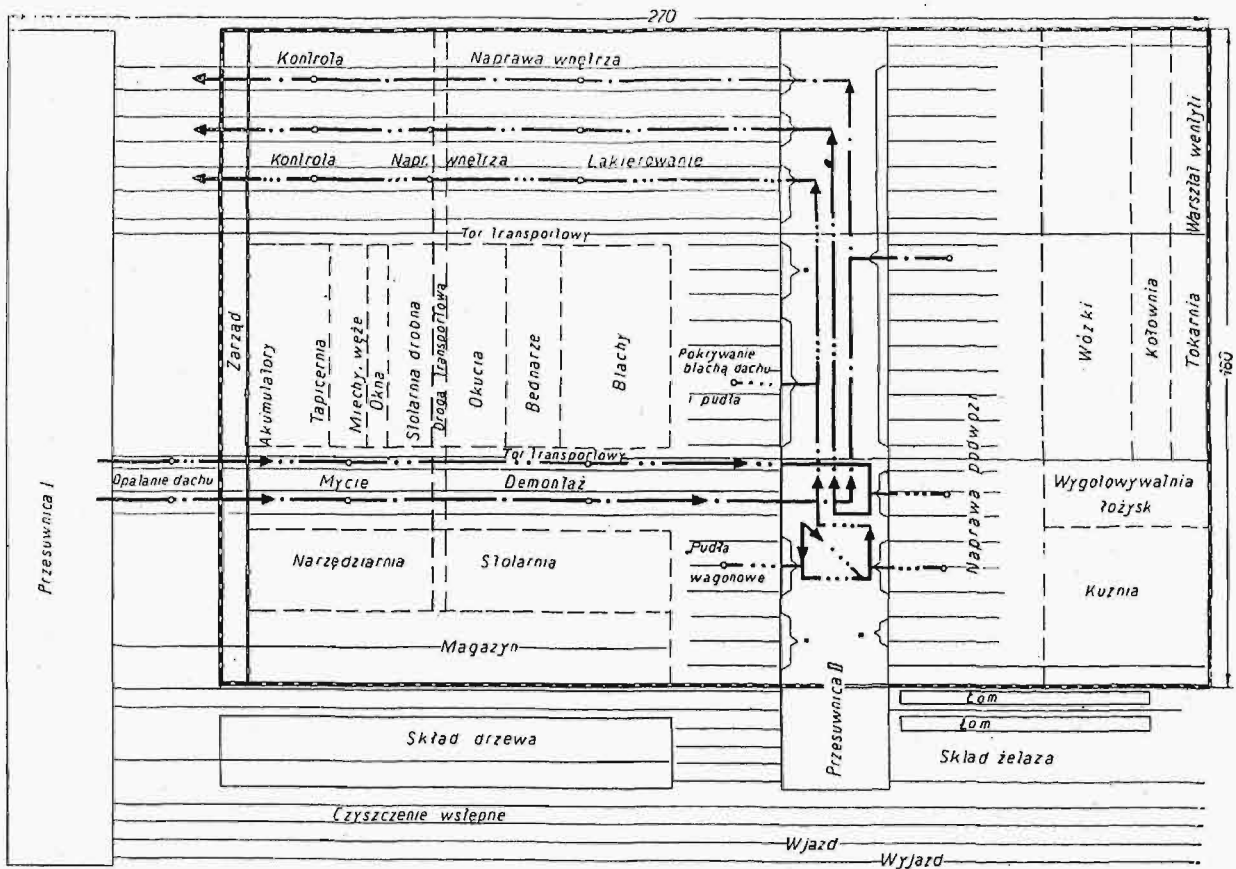 270
Kontrola
Naprawa wnętrza
Kontrola
Napr. wnętrza
Lakierowanie
Tor Transportowy
Zarząd
Akumulatory
Tapicernia
Miechy, węże
Okna
Stolarnia drobna
Droga Transportowa
Okucia
Bednarze
Blachy
Pokrywanie
blachą dachu
i pudła
Wózki
Kołownia
Tokarnia
Warsztat wentyli
160
Tor Transportowy
Opalanie dachu
Mycie
Demontaż
Przesuwnica I
Narzędziarnia
Stolarnia
Pudła
wagonowe
Naprawa podwozi
Wygotowywalnia
łożysk
Kuźnia
Magazyn
Przesuwnica II
Łom
Łom
Skład drzewa
Skład żelaza
Czyszczenie wstępne
Wjazd
Wyjazd